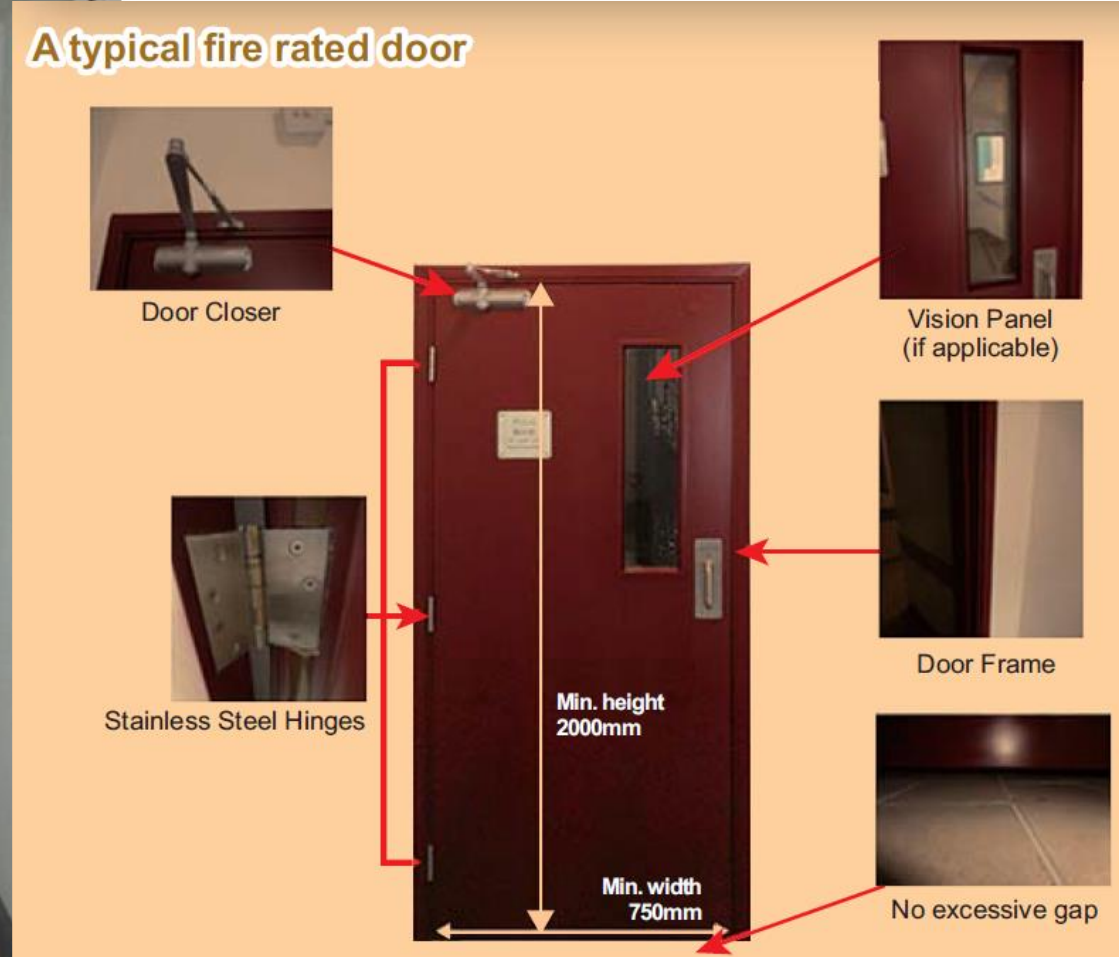 A typical fire rated door
Door Closer
Vision Panel
(if applicable)
Stainless Steel Hinges
Door Frame
Min. height
2000mm
Min. width
750mm
No excessive gap